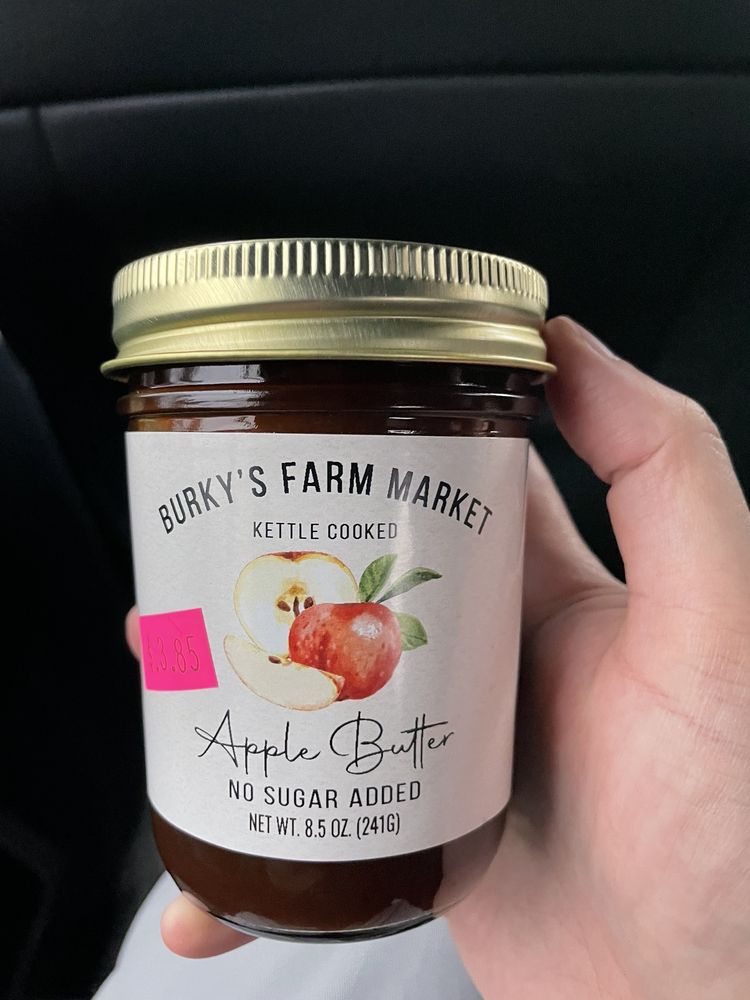 BURKY'S FARM MARKET
KETTLE COOKED
$3.85
Apple Butter
NO SUGAR ADDED
NET WT. 8.5 OZ. (241G)